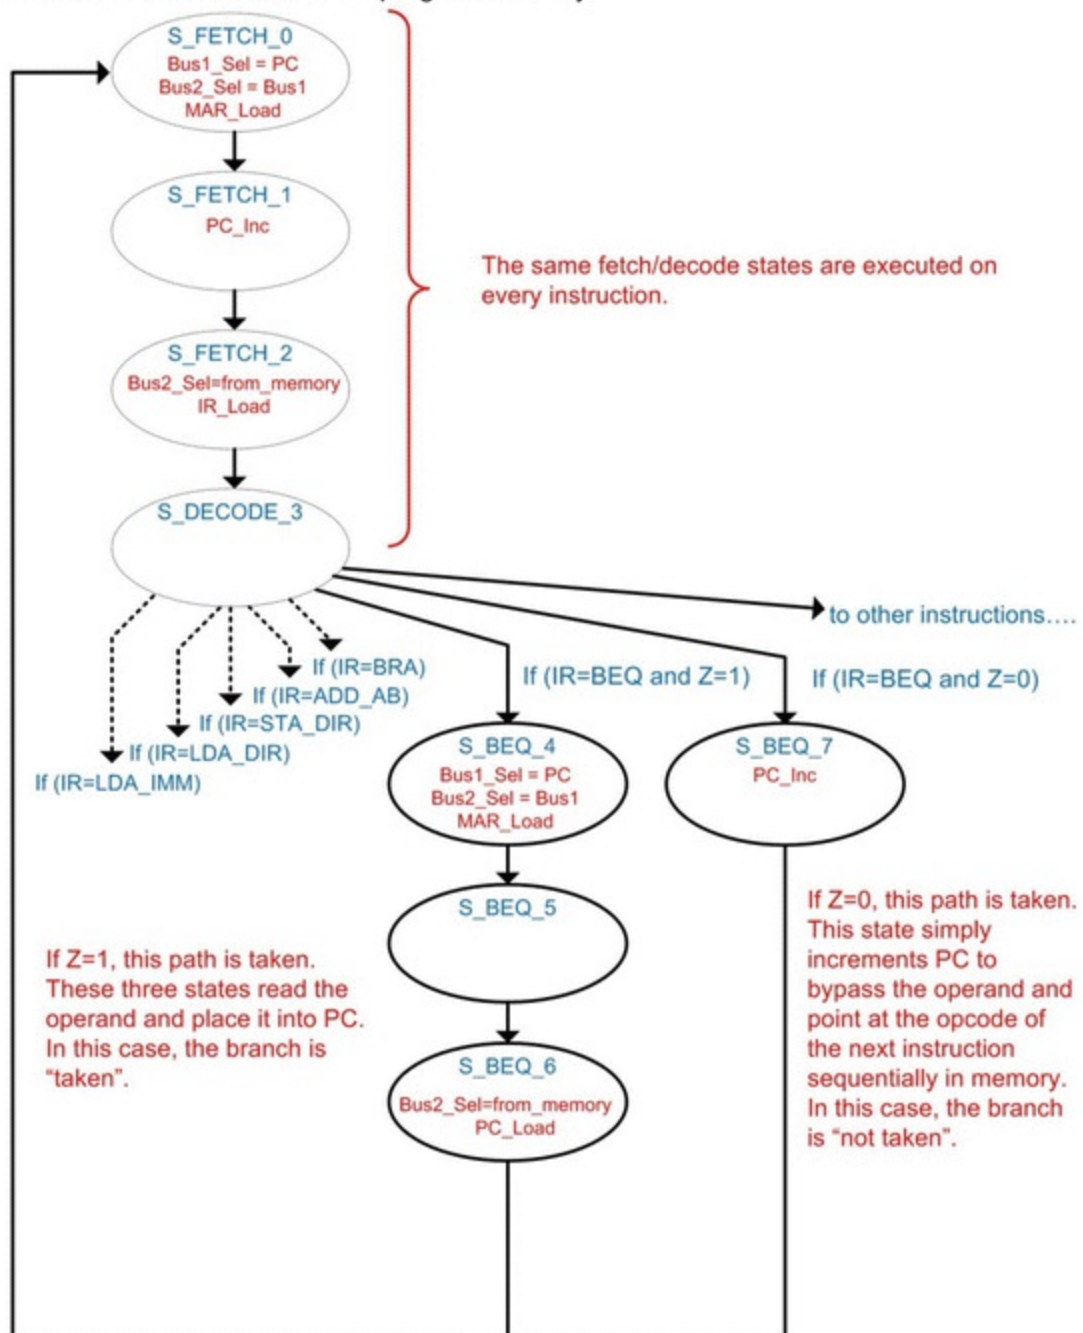 S_FETCH_0
Bus1_Sel = PC
Bus2_Sel = Bus1
MAR_Load
S_FETCH_1
PC_Inc
The same fetch/decode states are executed on
every instruction.
S_FETCH_2
Bus2_Sel=from_memory
IR_Load
S_DECODE_3
to other instructions....
If (IR=BRA)
If (IR=ADD_AB)
If (IR=STA_DIR)
If (IR=LDA_DIR)
If (IR=LDA_IMM)
If (IR=BEQ and Z=1)
If (IR=BEQ and Z=0)
S_BEQ_4
Bus1_Sel = PC
Bus2_Sel = Bus1
MAR_Load
S_BEQ_7
PC_Inc
S_BEQ_5
If Z=1, this path is taken.
These three states read the
operand and place it into PC.
In this case, the branch is
“taken”.
If Z=0, this path is taken.
This state simply
increments PC to
bypass the operand and
point at the opcode of
the next instruction
sequentially in memory.
In this case, the branch
is “not taken”.
S_BEQ_6
Bus2_Sel=from_memory
PC_Load